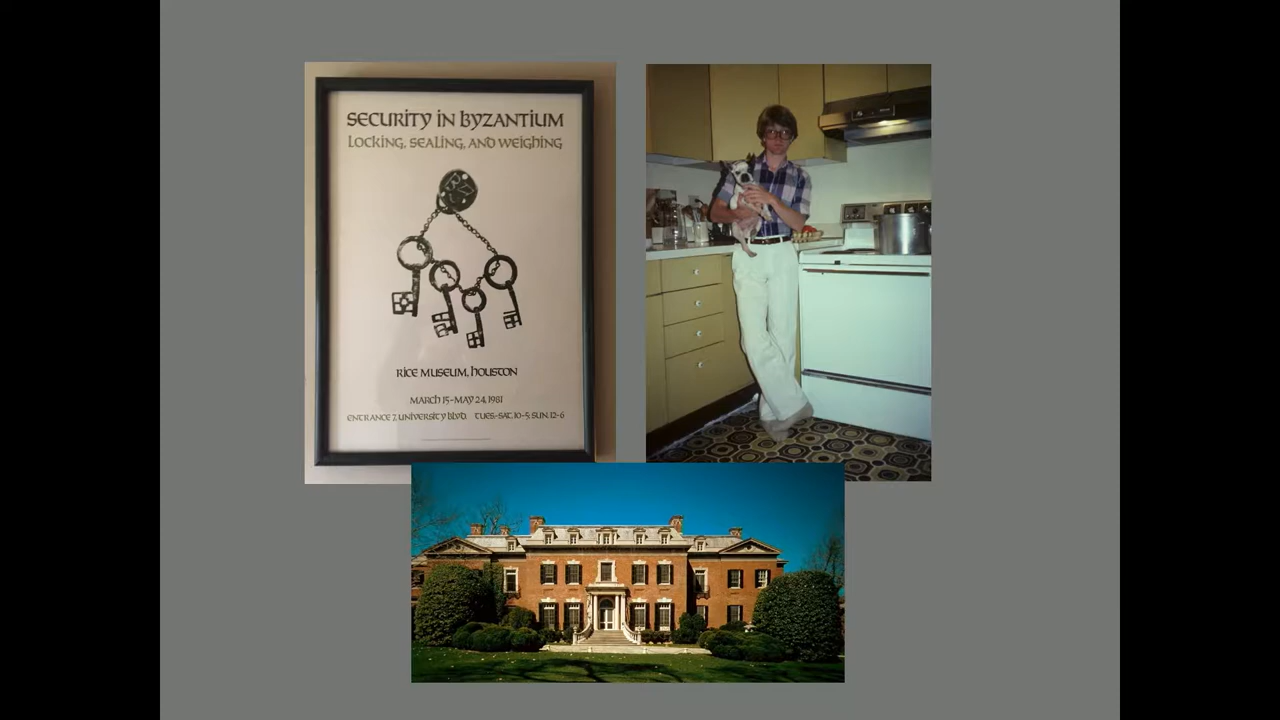 SECURITY IN BYZANTIUM
LOCKING, SEALING, AND WEIGHING
RICE MUSEUM, HOUSTON
MARCH 15–MAY 24, 1981
ENTRANCE 7, UNIVERSITY BLVD. TUES.–SAT. 10–5; SUN. 12–6